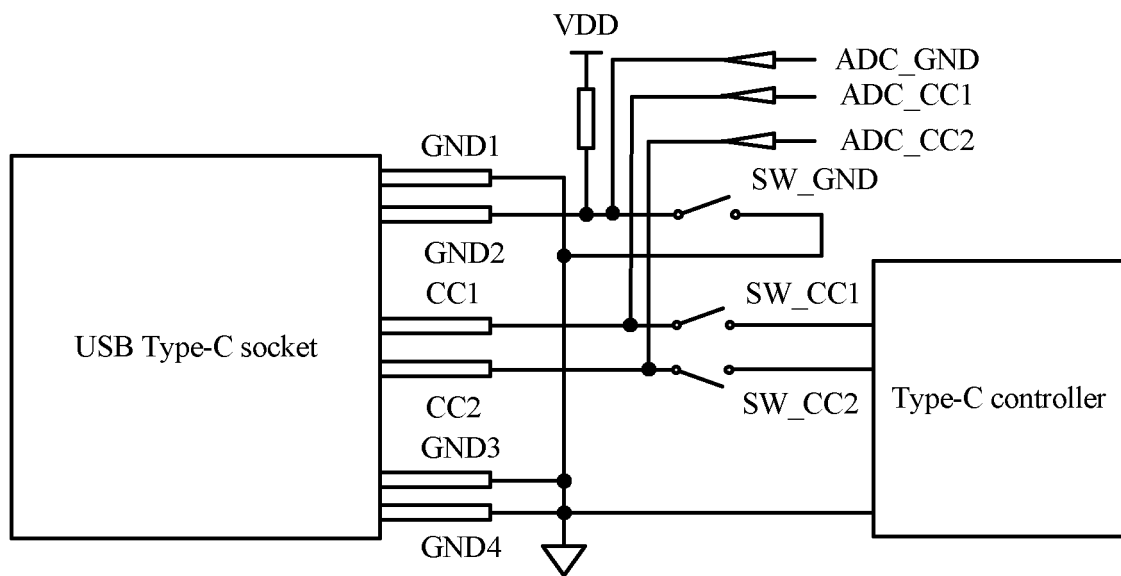 VDD
ADC_GND
ADC_CC1
ADC_CC2
GND1
SW_GND
GND2
CC1
SW_CC1
USB Type-C socket
CC2
SW_CC2
Type-C controller
GND3
GND4